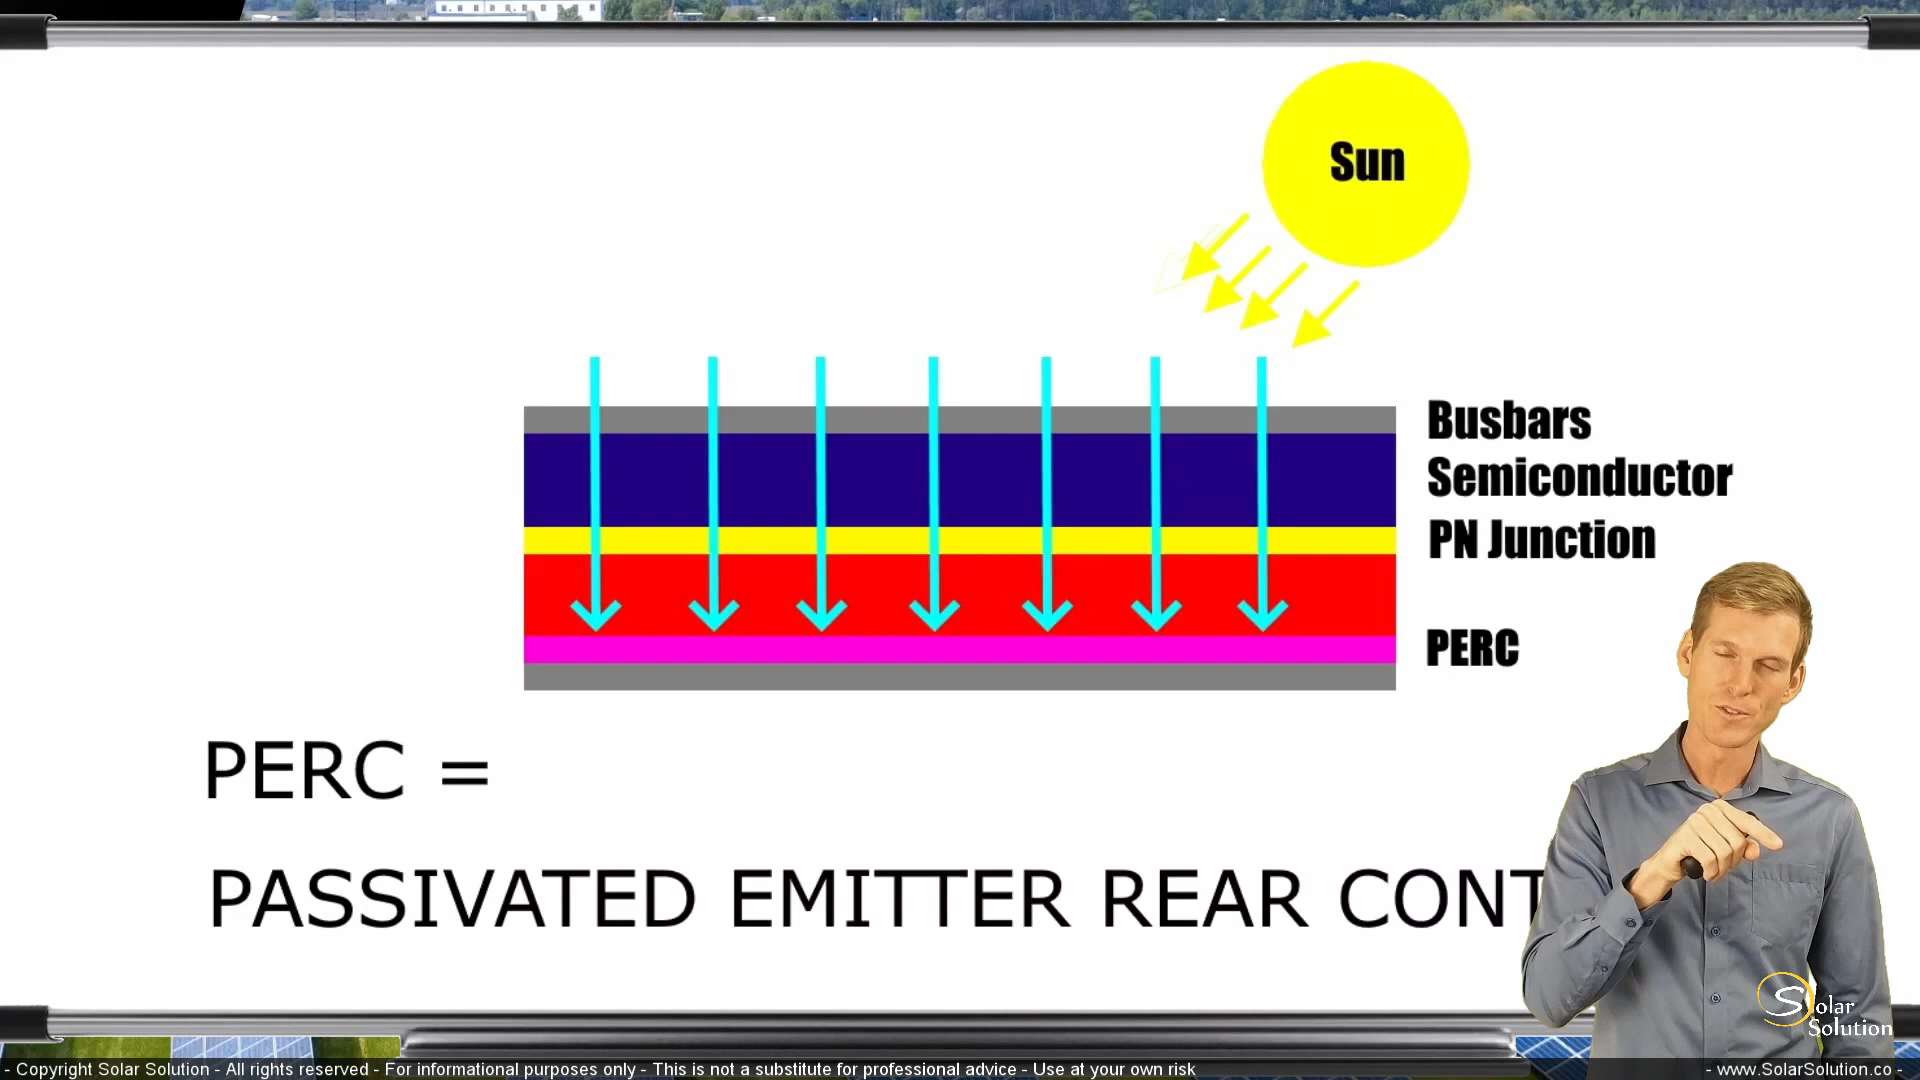 Sun
Busbars
Semiconductor
PN Junction
PERC
PERC =
PASSIVATED EMITTER REAR CONT
Solar
Solution
- Copyright Solar Solution - All rights reserved - For informational purposes only - This is not a substitute for professional advice - Use at your own risk
- www.SolarSolution.co -